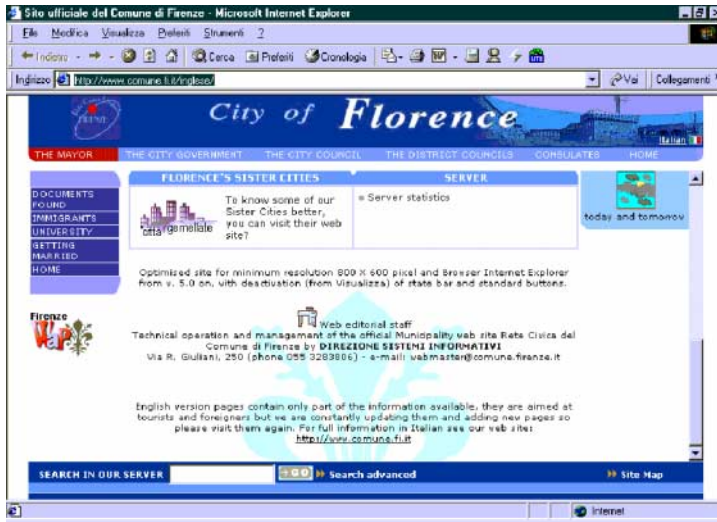 Sito ufficiale del Comune di Firenze - Microsoft Internet Explorer
File Modifica Visualizza Preferiti Strumenti ?
Indietro Cerca Preferiti Cronologia
Indirizzo http://www.comune.fi.it/inglese/ Vai Collegamenti
City of Florence
Italian
THE MAYOR THE CITY GOVERNMENT THE CITY COUNCIL THE DISTRICT COUNCILS CONSULATES HOME
DOCUMENTS FOUND
IMMIGRANTS
UNIVERSITY
GETTING MARRIED
HOME
FLORENCE'S SISTER CITIES
città gemellate
To know some of our
Sister Cities better,
you can visit their web
site?
SERVER
Server statistics
today and tomorrow
Firenze
WaP
Optimised site for minimum resolution 800 X 600 pixel and Browser Internet Explorer
from v. 5.0 on, with deactivation (from Visualizza) of state bar and standard buttons.
Web editorial staff
Technical operation and management of the official Municipality web site Rete Civica del
Comune di Firenze by DIREZIONE SISTEMI INFORMATIVI
Via R. Giuliani, 250 (phone 055 3283806) - e-mail: webmaster@comune.firenze.it
English version pages contain only part of the information available, they are aimed at
tourists and foreigners but we are constantly updating them and adding new pages so
please visit them again. For full information in Italian see our web site:
http://www.comune.fi.it
SEARCH IN OUR SERVER GO Search advanced Site Map
Internet